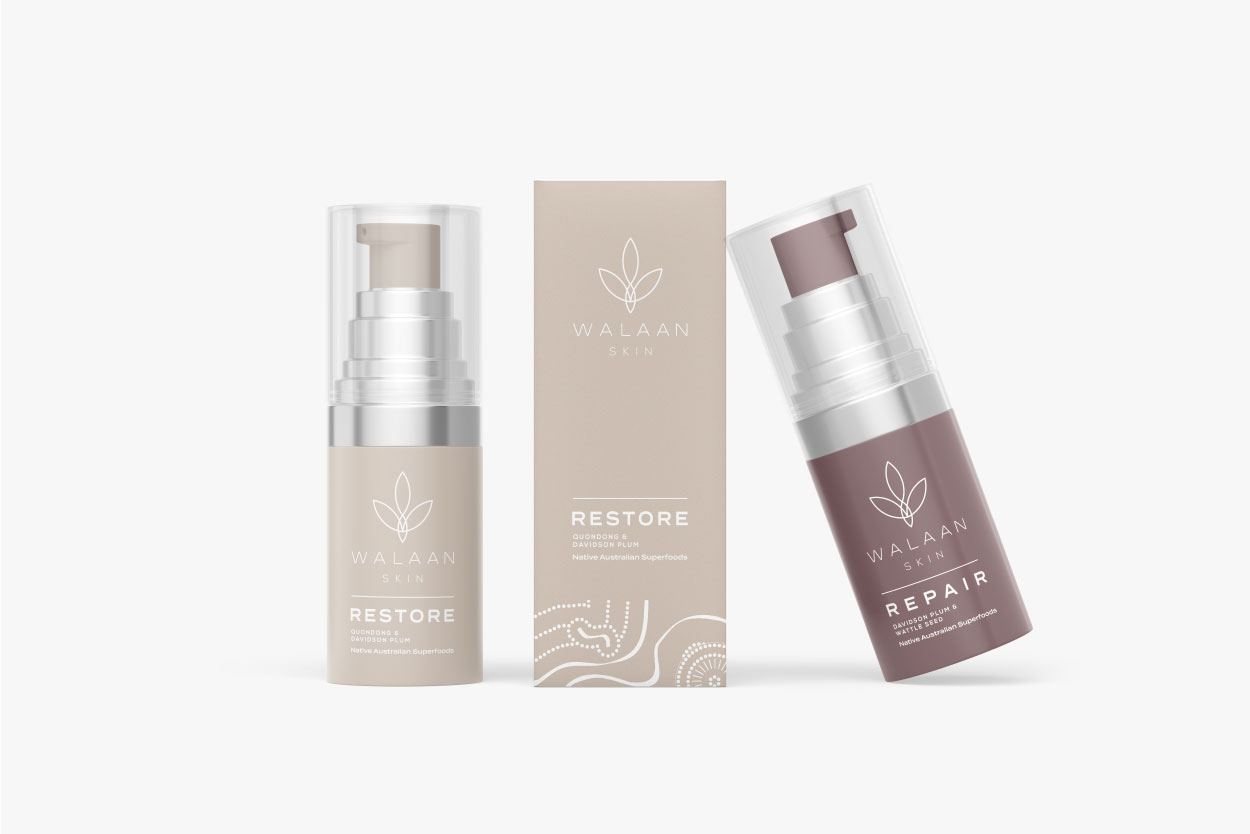 WALAAN
SKIN
RESTORE
QUONDONG &
DAVIDSON PLUM
Native Australian Superfoods
WALAAN
SKIN
RESTORE
QUONDONG &
DAVIDSON PLUM
Native Australian Superfoods
WALAAN
SKIN
REPAIR
DAVIDSON PLUM &
WATTLE SEED
Native Australian Superfoods